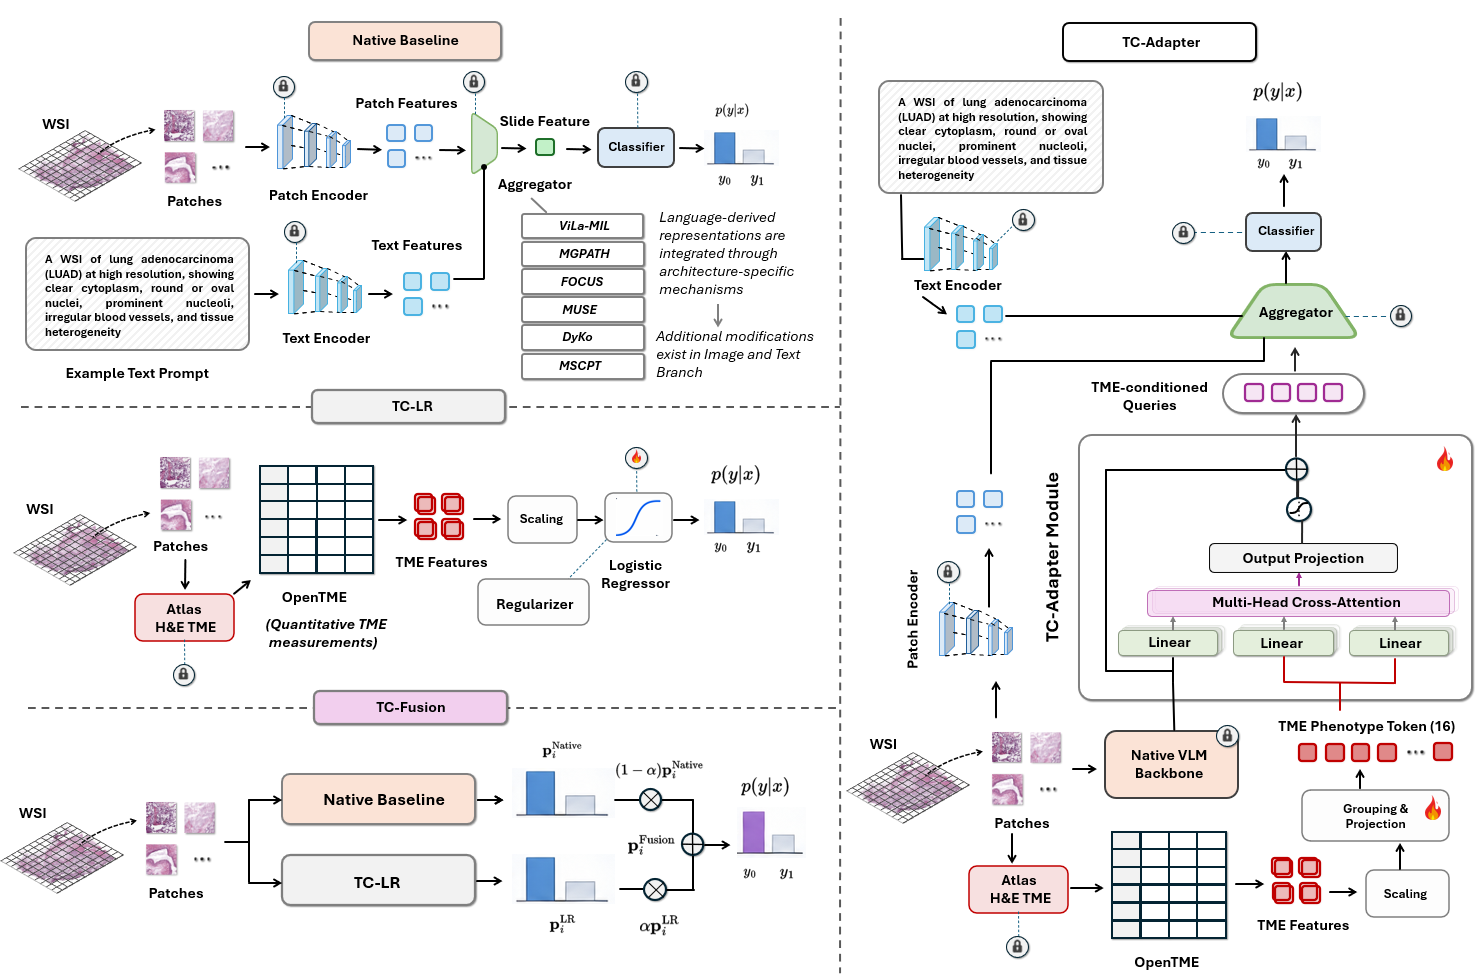 Native Baseline
WSI
Patches
Patch Encoder
Patch Features
Slide Feature
Classifier
p(y|x)
y₀ y₁
Aggregator
A WSI of lung adenocarcinoma
(LUAD) at high resolution, showing
clear cytoplasm, round or oval
nuclei, prominent nucleoli,
irregular blood vessels, and tissue
heterogeneity
Example Text Prompt
Text Encoder
Text Features
ViLa-MIL
MGPATH
FOCUS
MUSE
DyKo
MSCPT
Language-derived
representations are
integrated through
architecture-specific
mechanisms
Additional modifications
exist in Image and Text
Branch
TC-LR
WSI
Patches
Atlas
H&E TME
OpenTME
(Quantitative TME
measurements)
TME Features
Scaling
Regularizer
Logistic
Regressor
p(y|x)
y₀ y₁
TC-Fusion
WSI
Patches
Native Baseline
TC-LR
p_i^Native
(1 − α)p_i^Native
p_i^Fusion
p_i^LR
αp_i^LR
p(y|x)
y₀ y₁
TC-Adapter
A WSI of lung adenocarcinoma
(LUAD) at high resolution, showing
clear cytoplasm, round or oval
nuclei, prominent nucleoli,
irregular blood vessels, and tissue
heterogeneity
Text Encoder
p(y|x)
y₀ y₁
Classifier
Aggregator
TME-conditioned
Queries
TC-Adapter Module
Output Projection
Multi-Head Cross-Attention
Linear
Linear
Linear
Patch Encoder
WSI
Patches
Native VLM
Backbone
TME Phenotype Token (16)
Grouping &
Projection
Scaling
Atlas
H&E TME
OpenTME
TME Features